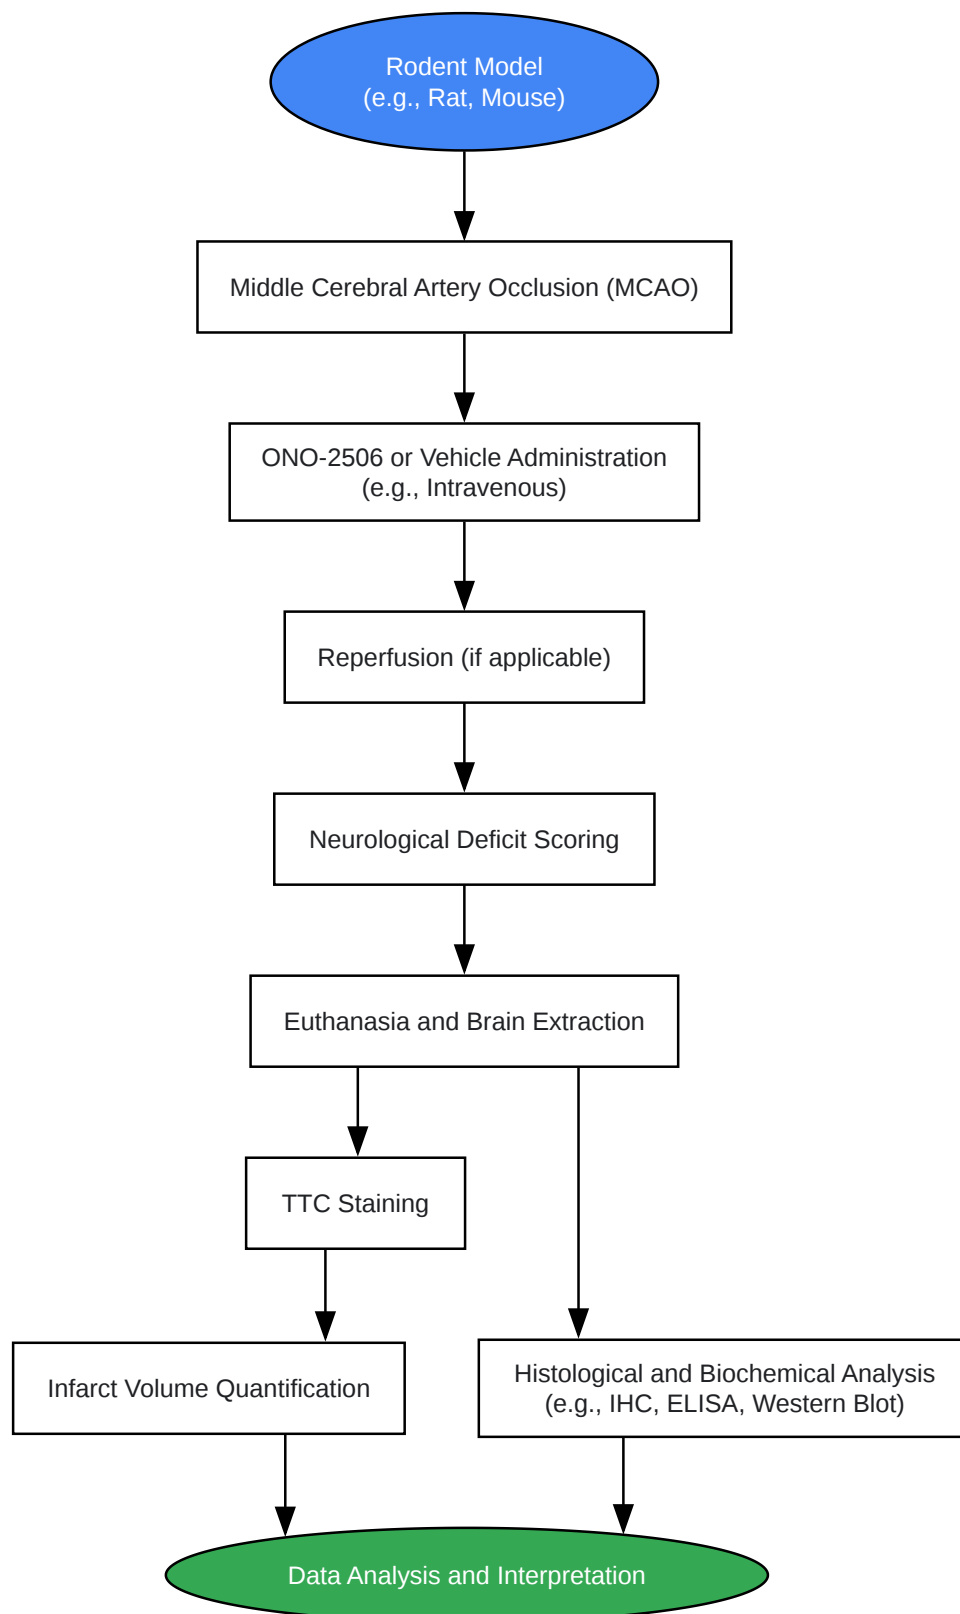 Rodent Model
(e.g., Rat, Mouse)
Middle Cerebral Artery Occlusion (MCAO)
ONO-2506 or Vehicle Administration
(e.g., Intravenous)
Reperfusion (if applicable)
Neurological Deficit Scoring
Euthanasia and Brain Extraction
TTC Staining
Infarct Volume Quantification
Histological and Biochemical Analysis
(e.g., IHC, ELISA, Western Blot)
Data Analysis and Interpretation